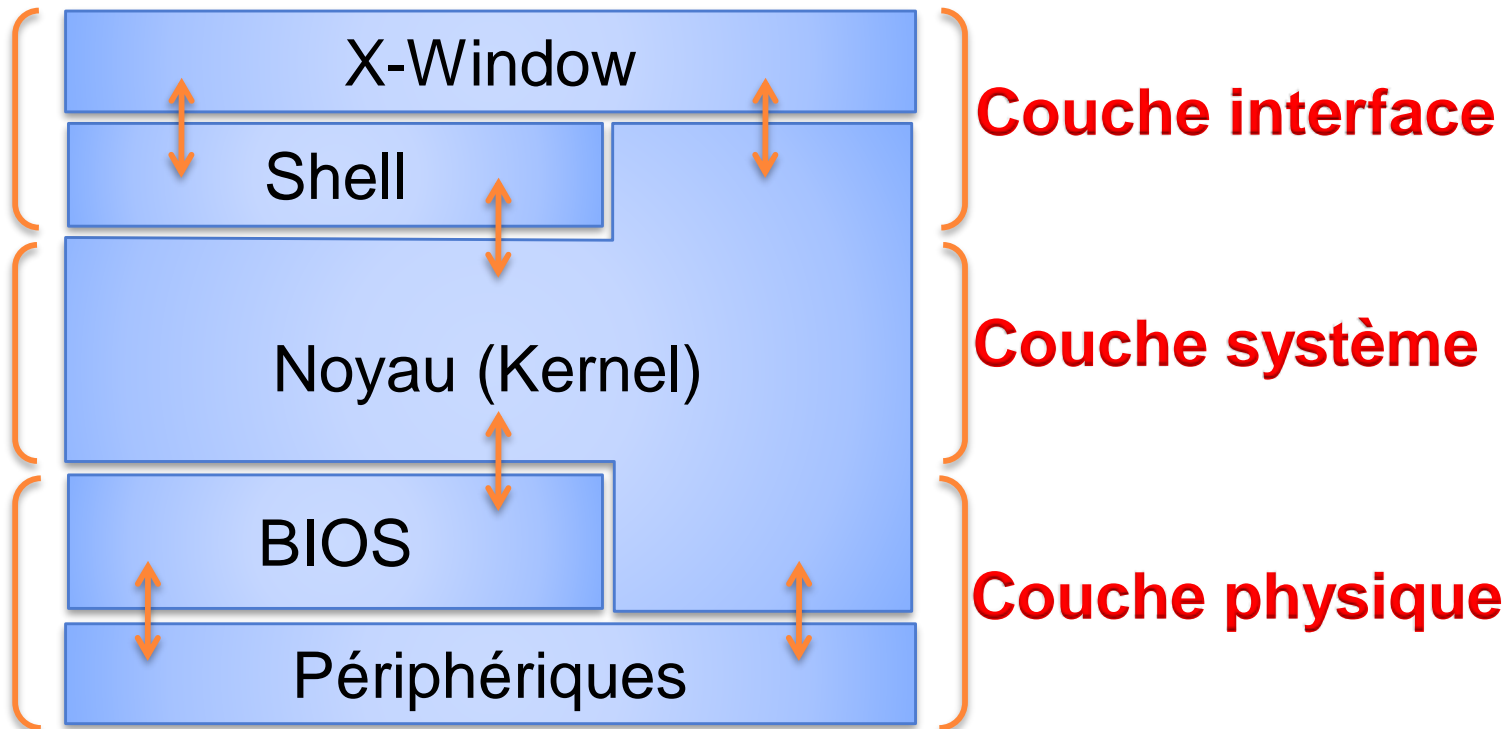 X-Window
Couche interface
Shell
Couche système
Noyau (Kernel)
BIOS
Couche physique
Périphériques